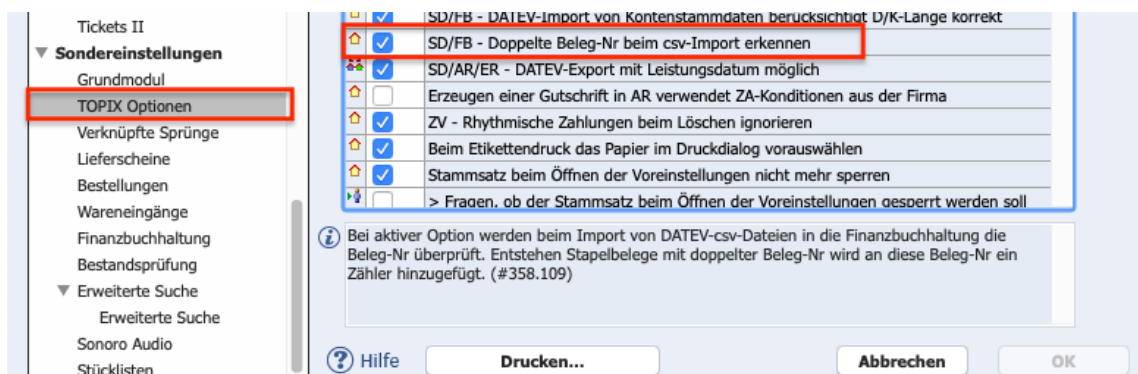 Tickets II
Sondereinstellungen
Grundmodul
TOPIX Optionen
Verknüpfte Sprünge
Lieferscheine
Bestellungen
Wareneingänge
Finanzbuchhaltung
Bestandsprüfung
Erweiterte Suche
Erweiterte Suche
Sonoro Audio
Stücklisten
SD/FB - DATEV-Import von Kontenstammdaten berücksichtigt D/K-Länge korrekt
SD/FB - Doppelte Beleg-Nr beim csv-Import erkennen
SD/AR/ER - DATEV-Export mit Leistungsdatum möglich
Erzeugen einer Gutschrift in AR verwendet ZA-Konditionen aus der Firma
ZV - Rhythmische Zahlungen beim Löschen ignorieren
Beim Etikettendruck das Papier im Druckdialog vorauswählen
Stammsatz beim Öffnen der Voreinstellungen nicht mehr sperren
> Fragen, ob der Stammsatz beim Öffnen der Voreinstellungen gesperrt werden soll
Bei aktiver Option werden beim Import von DATEV-csv-Dateien in die Finanzbuchhaltung die
Beleg-Nr überprüft. Entstehen Stapelbelege mit doppelter Beleg-Nr wird an diese Beleg-Nr ein
Zähler hinzugefügt. (#358.109)
? Hilfe Drucken... Abbrechen OK